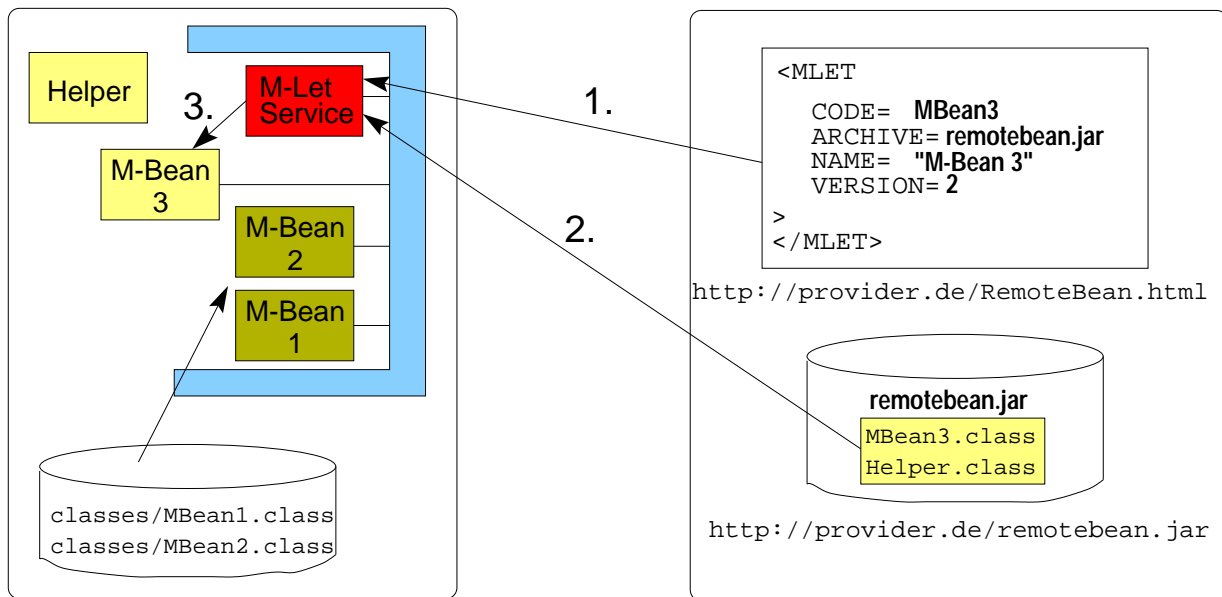 Helper
3.
M-Let
Service
M-Bean
3
M-Bean
2
M-Bean
1
classes/MBean1.class
classes/MBean2.class
1.
2.
<MLET
CODE= MBean3
ARCHIVE= remotebean.jar
NAME= "M-Bean 3"
VERSION= 2
>
</MLET>
http://provider.de/RemoteBean.html
remotebean.jar
MBean3.class
Helper.class
http://provider.de/remotebean.jar